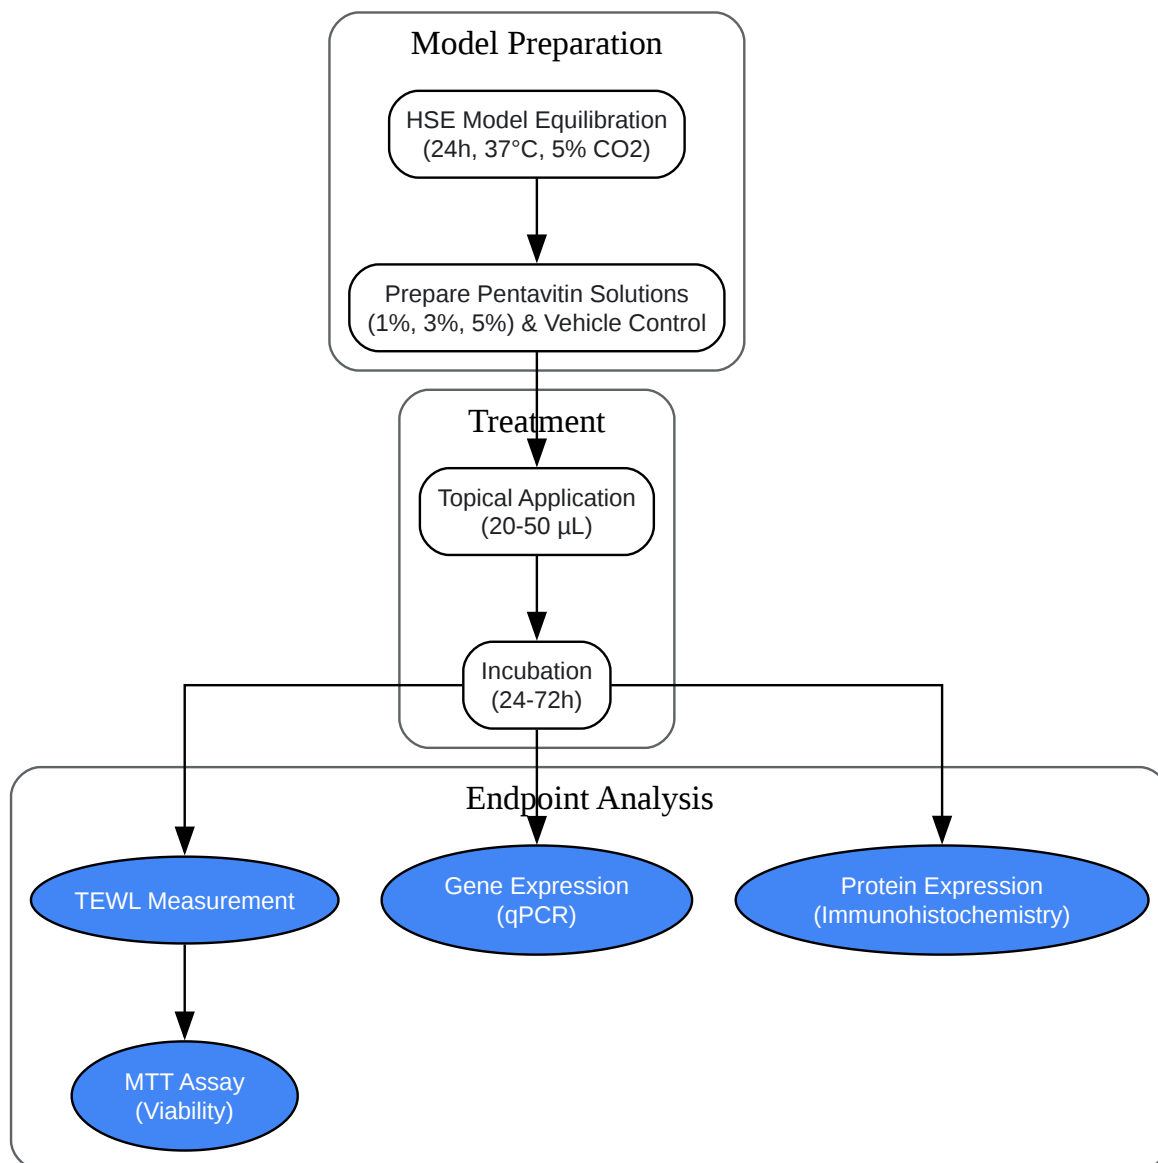 Model Preparation
HSE Model Equilibration
(24h, 37°C, 5% CO2)
Prepare Pentavitin Solutions
(1%, 3%, 5%) & Vehicle Control
Treatment
Topical Application
(20-50 µL)
Incubation
(24-72h)
Endpoint Analysis
TEWL Measurement
Gene Expression
(qPCR)
Protein Expression
(Immunohistochemistry)
MTT Assay
(Viability)